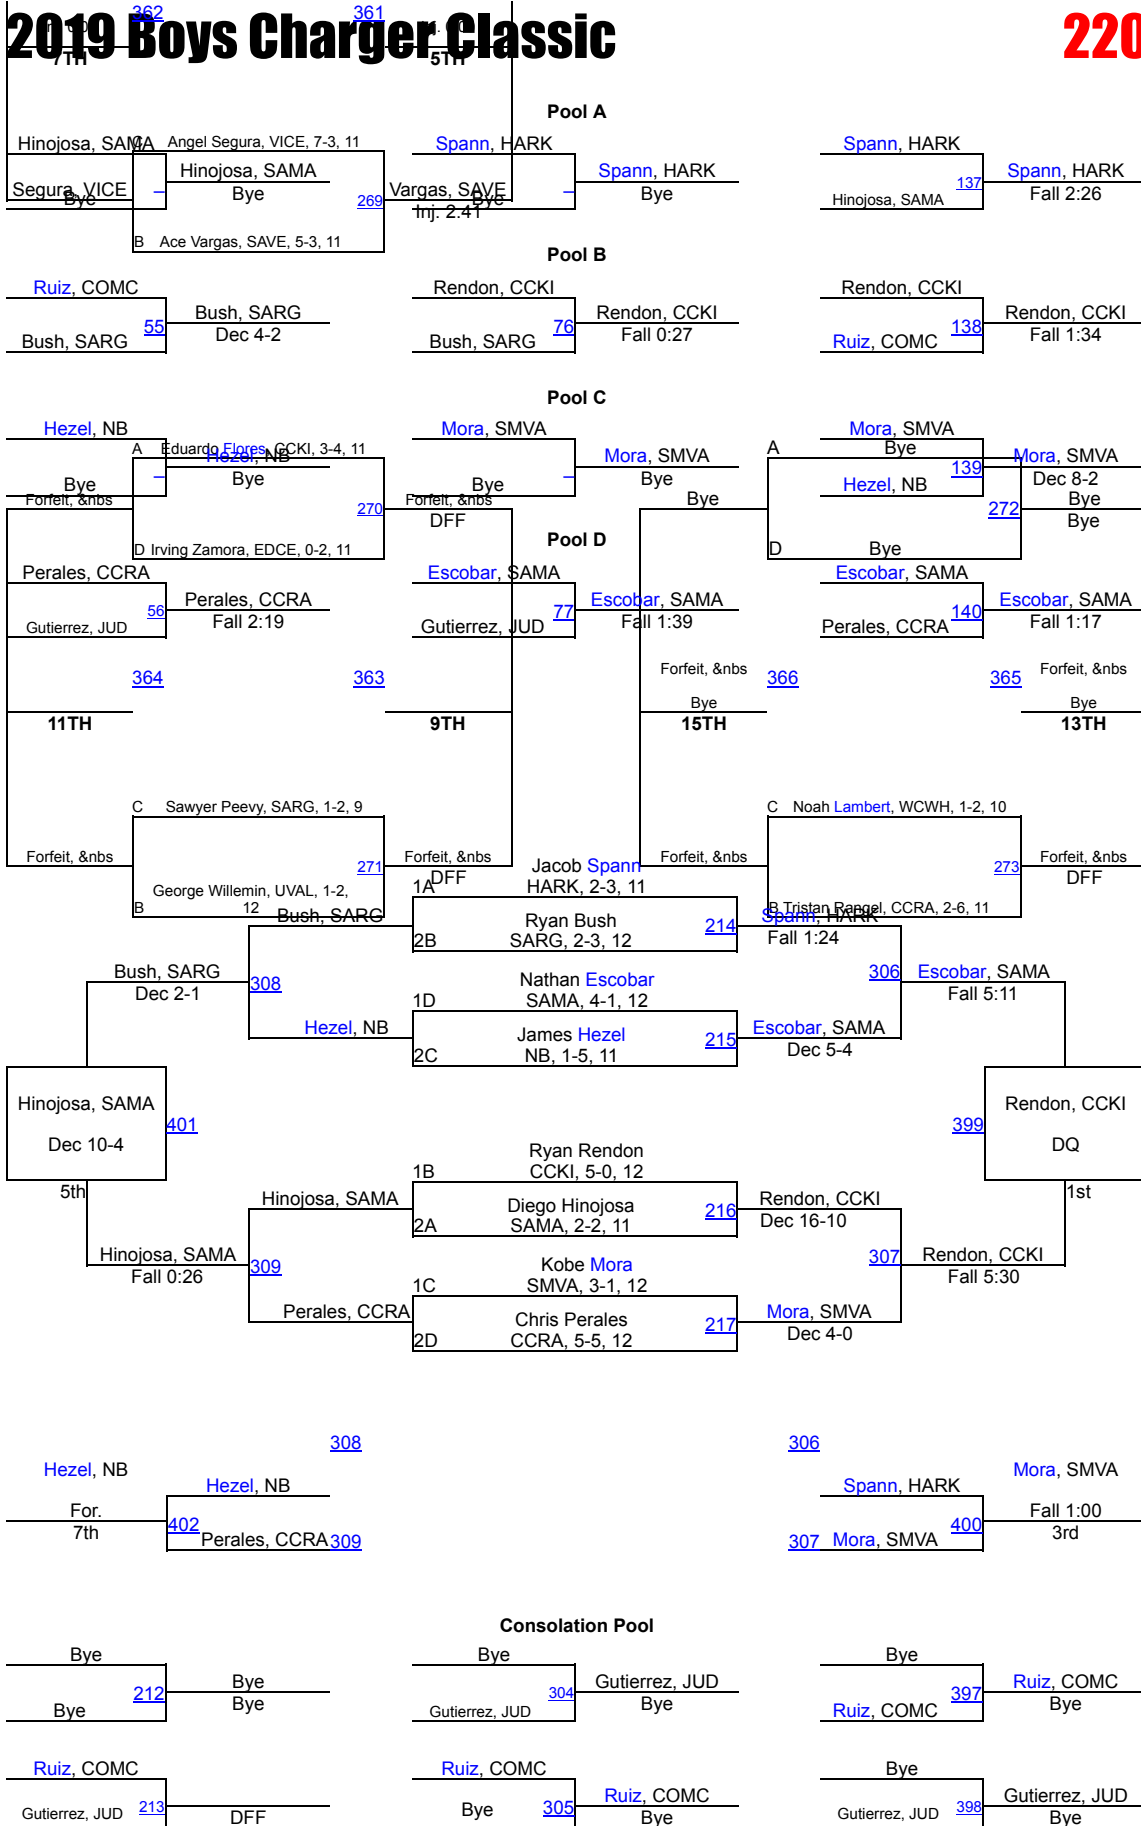 362
361
2019 Boys Charger Classic
220
7TH
5TH
Pool A
Hinojosa, SAMA
C Angel Segura, VICE, 7-3, 11
Spann, HARK
Spann, HARK
Hinojosa, SAMA
Bye
Spann, HARK
Bye
137
Spann, HARK
Fall 2:26
Segura, VICE
Bye
269
Vargas, SAVE
Bye
Inj. 2:41
Hinojosa, SAMA
B Ace Vargas, SAVE, 5-3, 11
Pool B
Ruiz, COMC
Rendon, CCKI
Rendon, CCKI
55
Bush, SARG
Dec 4-2
76
Rendon, CCKI
Fall 0:27
138
Rendon, CCKI
Fall 1:34
Bush, SARG
Bush, SARG
Ruiz, COMC
Pool C
Hezel, NB
Mora, SMVA
Mora, SMVA
A Eduardo Flores, CCKI, 3-4, 11
A Bye
Hezel, NB
Bye
Mora, SMVA
Bye
139
Mora, SMVA
Dec 8-2
Bye
Bye
Hezel, NB
Forfeit, &nbs
270
Forfeit, &nbs
DFF
Bye
272
Bye
Bye
Pool D
D Irving Zamora, EDCE, 0-2, 11
D Bye
Perales, CCRA
Escobar, SAMA
Escobar, SAMA
56
Perales, CCRA
Fall 2:19
77
Escobar, SAMA
Fall 1:39
140
Escobar, SAMA
Fall 1:17
Gutierrez, JUD
Gutierrez, JUD
Perales, CCRA
364
363
Forfeit, &nbs
366
365
Forfeit, &nbs
Bye
Bye
11TH
9TH
15TH
13TH
C Sawyer Peevy, SARG, 1-2, 9
C Noah Lambert, WCWH, 1-2, 10
Forfeit, &nbs
271
Forfeit, &nbs
DFF
Forfeit, &nbs
273
Forfeit, &nbs
DFF
George Willemin, UVAL, 1-2,
B 12
B Tristan Rangel, CCRA, 2-6, 11
Jacob Spann
1A HARK, 2-3, 11
Bush, SARG
Ryan Bush
2B SARG, 2-3, 12
214
Spann, HARK
Fall 1:24
Bush, SARG
Dec 2-1
308
Nathan Escobar
1D SAMA, 4-1, 12
306
Escobar, SAMA
Fall 5:11
Hezel, NB
James Hezel
2C NB, 1-5, 11
215
Escobar, SAMA
Dec 5-4
Hinojosa, SAMA
Dec 10-4
401
5th
399
Rendon, CCKI
DQ
1st
Ryan Rendon
1B CCKI, 5-0, 12
Hinojosa, SAMA
Diego Hinojosa
2A SAMA, 2-2, 11
216
Rendon, CCKI
Dec 16-10
Hinojosa, SAMA
Fall 0:26
309
Kobe Mora
1C SMVA, 3-1, 12
307
Rendon, CCKI
Fall 5:30
Perales, CCRA
Chris Perales
2D CCRA, 5-5, 12
217
Mora, SMVA
Dec 4-0
308
306
Hezel, NB
Hezel, NB
Spann, HARK
Mora, SMVA
For.
7th
402
Perales, CCRA
309
307
Mora, SMVA
400
Fall 1:00
3rd
Consolation Pool
Bye
Bye
Bye
212
Bye
Bye
304
Gutierrez, JUD
Bye
397
Ruiz, COMC
Bye
Bye
Gutierrez, JUD
Ruiz, COMC
Ruiz, COMC
Ruiz, COMC
Bye
Gutierrez, JUD
213
DFF
Bye
305
Ruiz, COMC
Bye
Gutierrez, JUD
398
Gutierrez, JUD
Bye